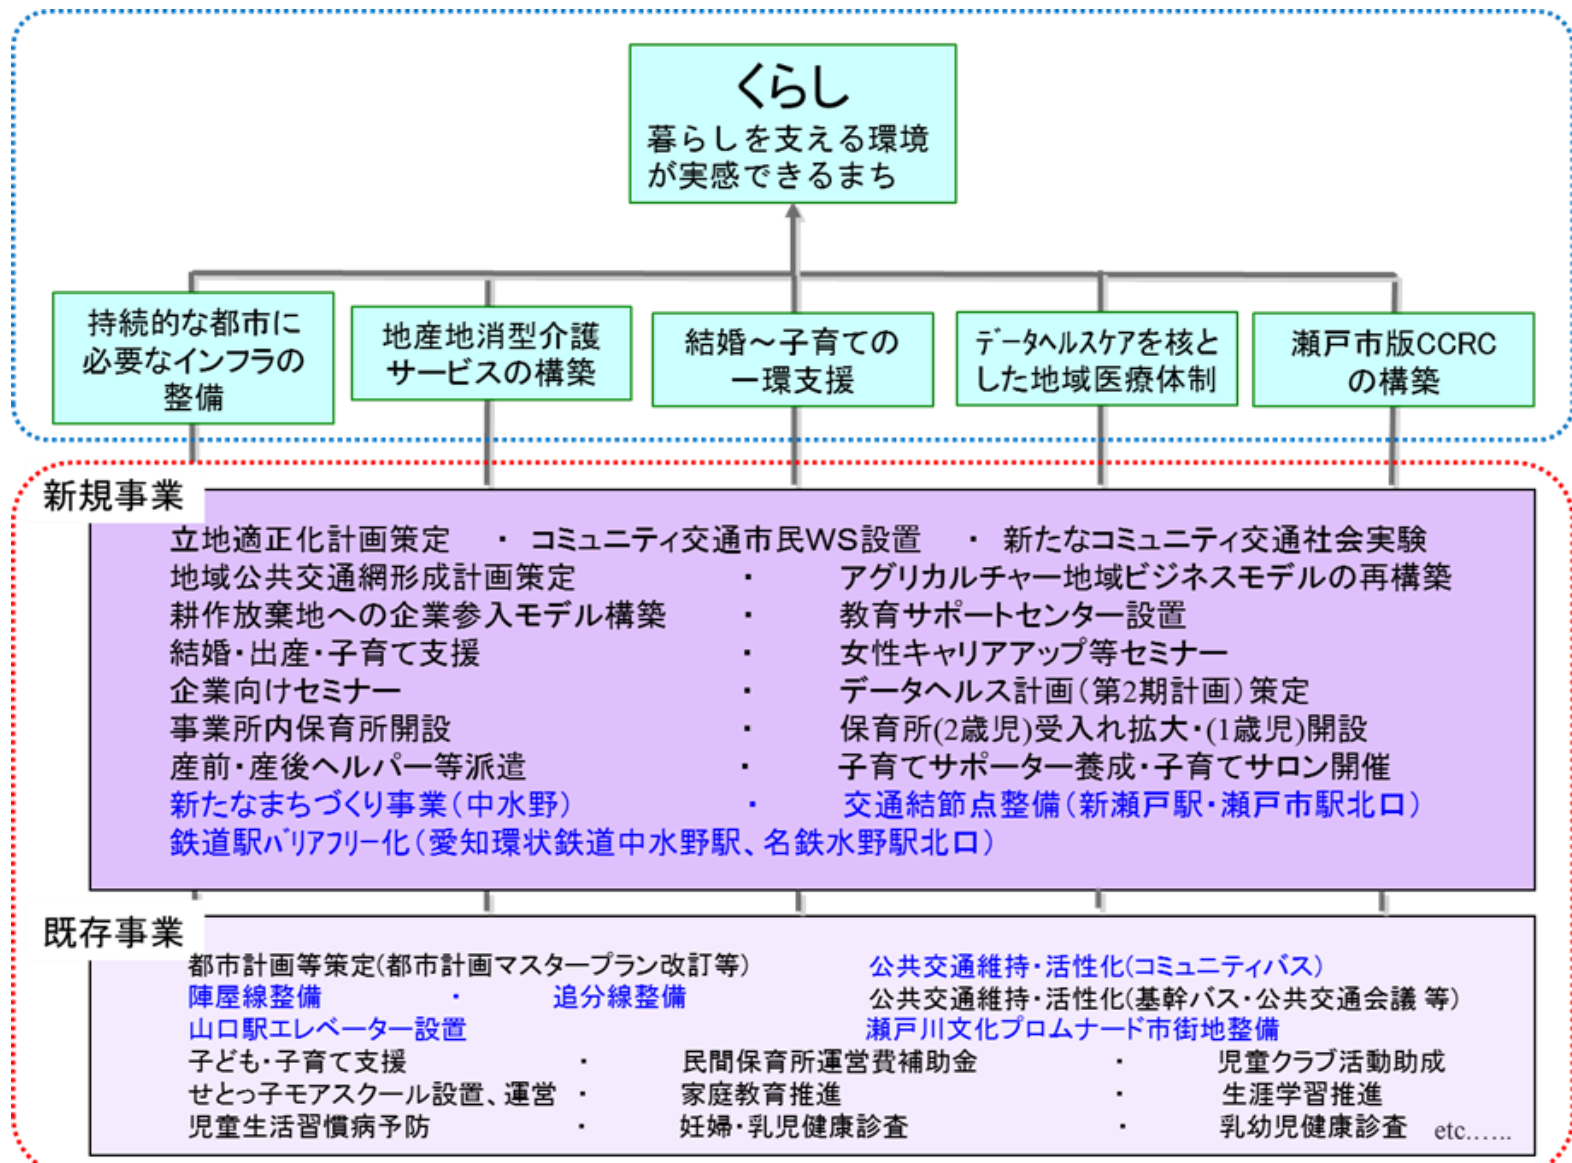 くらし
暮らしを支える環境
が実感できるまち
持続的な都市に
必要なインフラの
整備
地産地消型介護
サービスの構築
結婚～子育ての
一環支援
ﾃﾞｰﾀﾍﾙｽｹｱを核と
した地域医療体制
瀬戸市版CCRC
の構築
新規事業
立地適正化計画策定 ・ コミュニティ交通市民WS設置 ・ 新たなコミュニティ交通社会実験
地域公共交通網形成計画策定 ・ アグリカルチャー地域ビジネスモデルの再構築
耕作放棄地への企業参入モデル構築 ・ 教育サポートセンター設置
結婚・出産・子育て支援 ・ 女性キャリアアップ等セミナー
企業向けセミナー ・ データヘルス計画（第2期計画）策定
事業所内保育所開設 ・ 保育所(2歳児)受入れ拡大・(1歳児)開設
産前・産後ヘルパー等派遣 ・ 子育てサポーター養成・子育てサロン開催
新たなまちづくり事業（中水野） ・ 交通結節点整備（新瀬戸駅・瀬戸市駅北口）
鉄道駅ﾊﾞﾘｱﾌﾘｰ化（愛知環状鉄道中水野駅、名鉄水野駅北口）
既存事業
都市計画等策定(都市計画マスタープラン改訂等) 公共交通維持・活性化(コミュニティバス)
陣屋線整備 ・ 追分線整備 公共交通維持・活性化(基幹バス・公共交通会議 等)
山口駅エレベーター設置 瀬戸川文化プロムナード市街地整備
子ども・子育て支援 ・ 民間保育所運営費補助金 ・ 児童クラブ活動助成
せとっ子モアスクール設置、運営 ・ 家庭教育推進 ・ 生涯学習推進
児童生活習慣病予防 ・ 妊婦・乳児健康診査 ・ 乳幼児健康診査 etc.…..